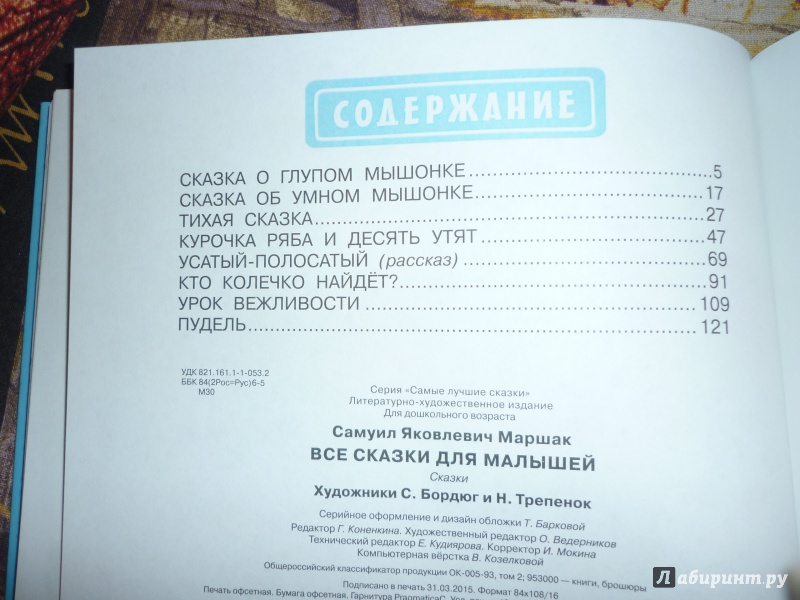 СОДЕРЖАНИЕ
СКАЗКА О ГЛУПОМ МЫШОНКЕ.....................5
СКАЗКА ОБ УМНОМ МЫШОНКЕ.....................17
ТИХАЯ СКАЗКА.....................27
КУРОЧКА РЯБА И ДЕСЯТЬ УТЯТ.....................47
УСАТЫЙ-ПОЛОСАТЫЙ (рассказ).....................69
КТО КОЛЕЧКО НАЙДЁТ?.....................91
УРОК ВЕЖЛИВОСТИ.....................109
ПУДЕЛЬ.....................121
УДК 821.161.1-1-053.2
ББК 84(2Рос=Рус)6-5
М30
Серия «Самые лучшие сказки»
Литературно-художественное издание
Для дошкольного возраста
Самуил Яковлевич Маршак
ВСЕ СКАЗКИ ДЛЯ МАЛЫШЕЙ
Сказки
Художники С. Бордюг и Н. Трепенок
Серийное оформление и дизайн обложки Т. Барковой
Редактор Г. Коненкина. Художественный редактор О. Ведерников
Технический редактор Е. Кудиярова. Корректор И. Мокина
Компьютерная вёрстка В. Козелковой
Общероссийский классификатор продукции ОК-005-93, том 2; 953000 — книги, брошюры
Подписано в печать 31.03.2015. Формат 84х108/16
Печать офсетная. Бумага офсетная. Гарнитура PragmaticaC.
Лабиринт.ру